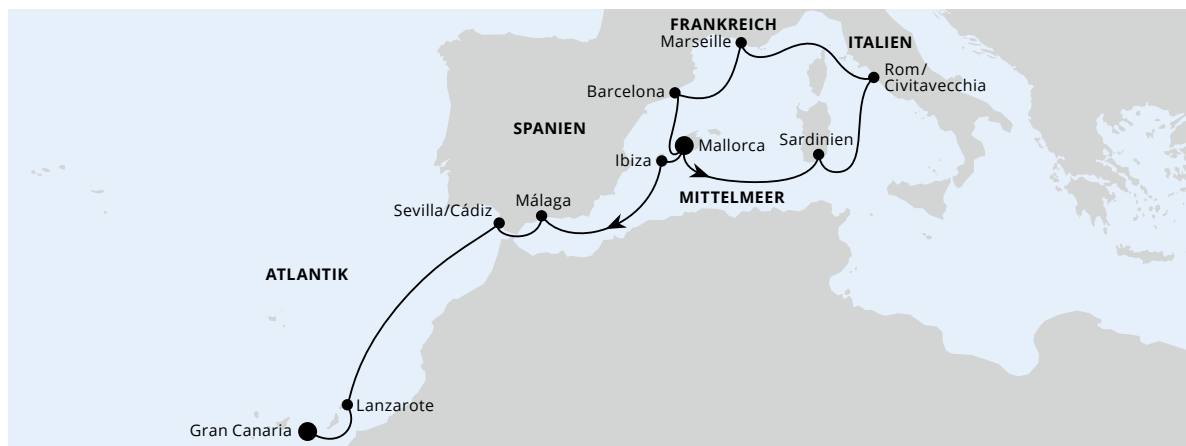 FRANKREICH
Marseille
ITALIEN
Rom/
Civitavecchia
Barcelona
SPANIEN
Mallorca
Sardinien
Ibiza
MITTELMEER
Málaga
Sevilla/Cádiz
ATLANTIK
Lanzarote
Gran Canaria